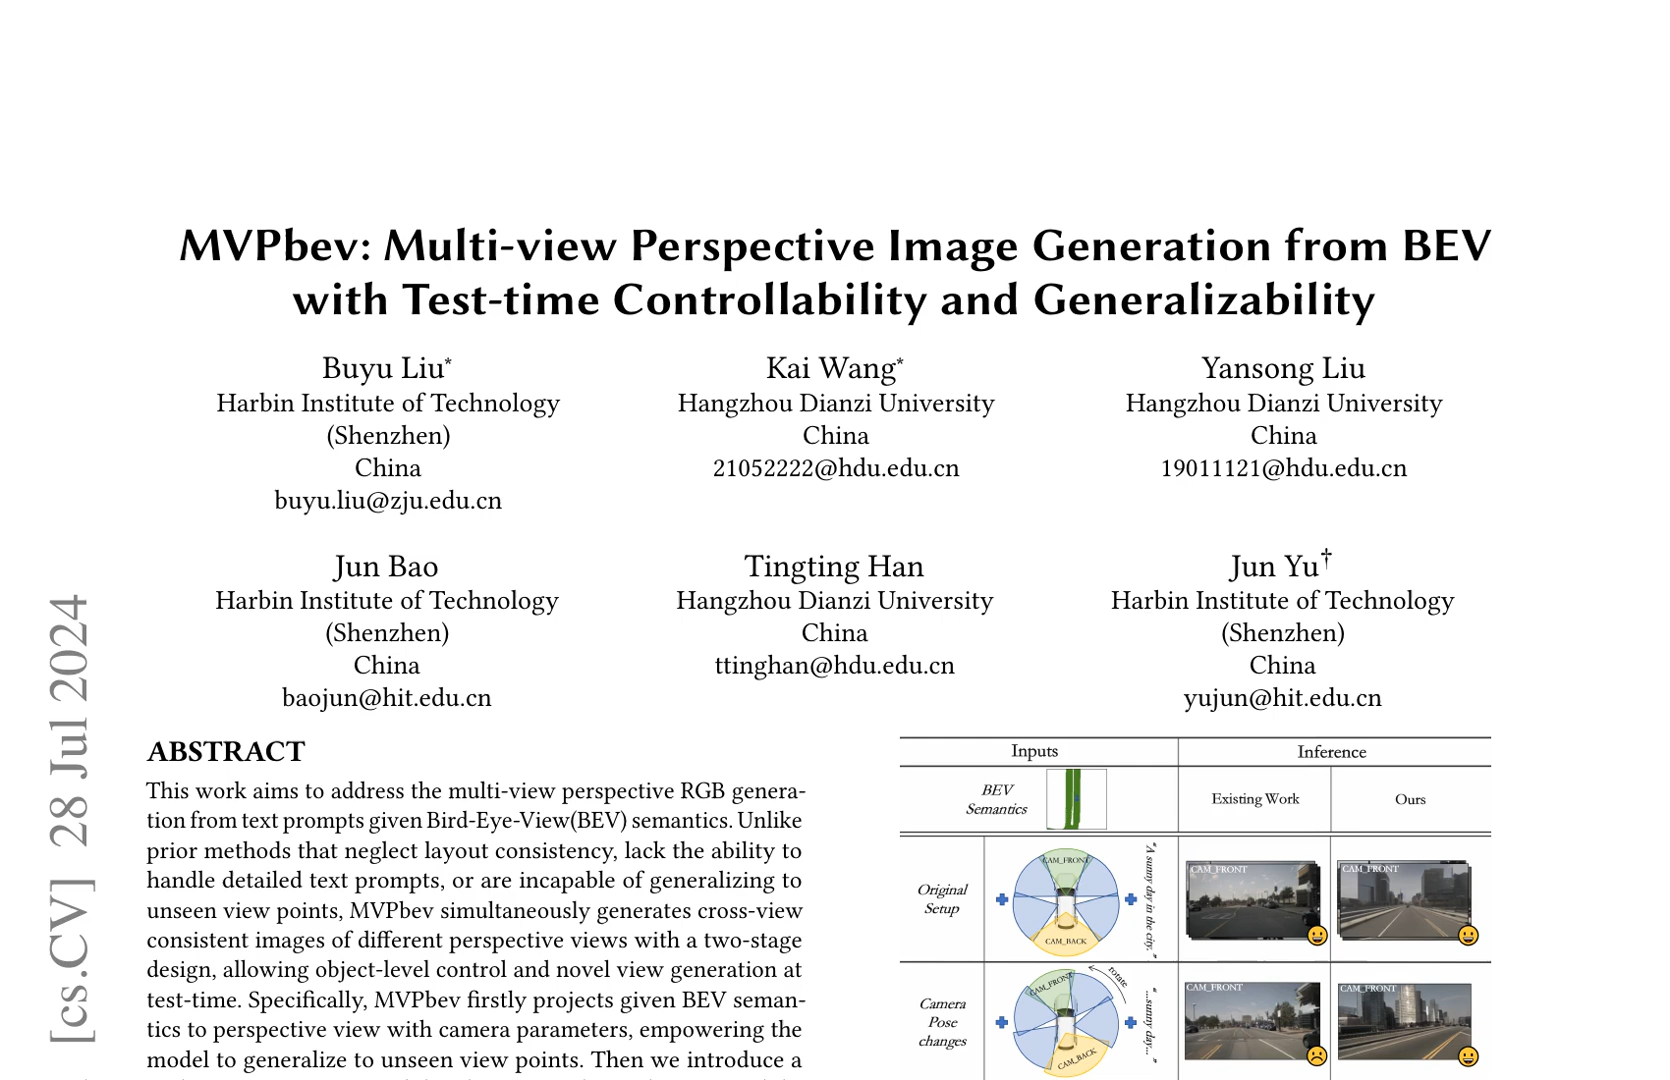 MVPbev: Multi-view Perspective Image Generation from BEV
with Test-time Controllability and Generalizability
Buyu Liu*
Harbin Institute of Technology
(Shenzhen)
China
buyu.liu@zju.edu.cn
Kai Wang*
Hangzhou Dianzi University
China
21052222@hdu.edu.cn
Yansong Liu
Hangzhou Dianzi University
China
19011121@hdu.edu.cn
Jun Bao
Harbin Institute of Technology
(Shenzhen)
China
baojun@hit.edu.cn
Tingting Han
Hangzhou Dianzi University
China
ttinghan@hdu.edu.cn
Jun Yu†
Harbin Institute of Technology
(Shenzhen)
China
yujun@hit.edu.cn
[cs.CV] 28 Jul 2024
ABSTRACT
This work aims to address the multi-view perspective RGB genera-
tion from text prompts given Bird-Eye-View(BEV) semantics. Unlike
prior methods that neglect layout consistency, lack the ability to
handle detailed text prompts, or are incapable of generalizing to
unseen view points, MVPbev simultaneously generates cross-view
consistent images of different perspective views with a two-stage
design, allowing object-level control and novel view generation at
test-time. Specifically, MVPbev firstly projects given BEV seman-
tics to perspective view with camera parameters, empowering the
model to generalize to unseen view points. Then we introduce a
Inputs
Inference
BEV
Semantics
Existing Work
Ours
Original
Setup
CAM_FRONT
CAM_BACK
"A sunny day in the city."
CAM_FRONT
CAM_FRONT
Camera
Pose
changes
CAM_FRONT
rotate
CAM_BACK
"...sunny day..."
CAM_FRONT
CAM_FRONT